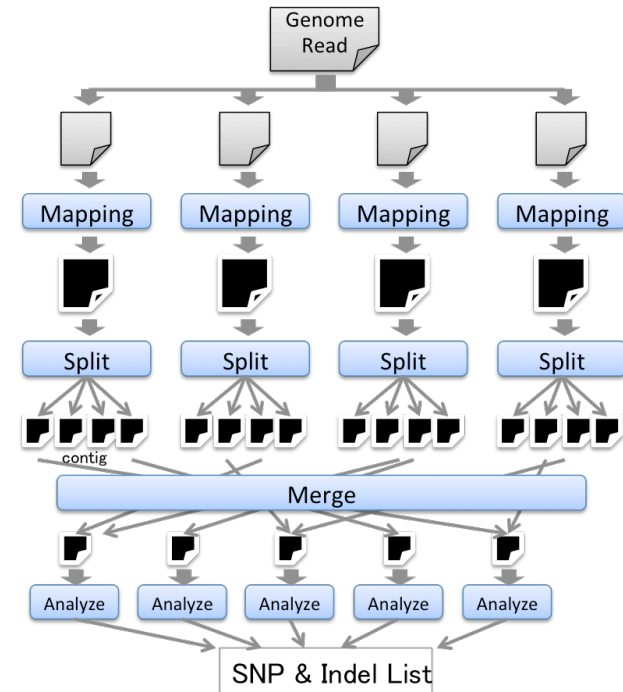 Genome
Read
Mapping
Mapping
Mapping
Mapping
Split
Split
Split
Split
contig
Merge
Analyze
Analyze
Analyze
Analyze
Analyze
SNP & Indel List